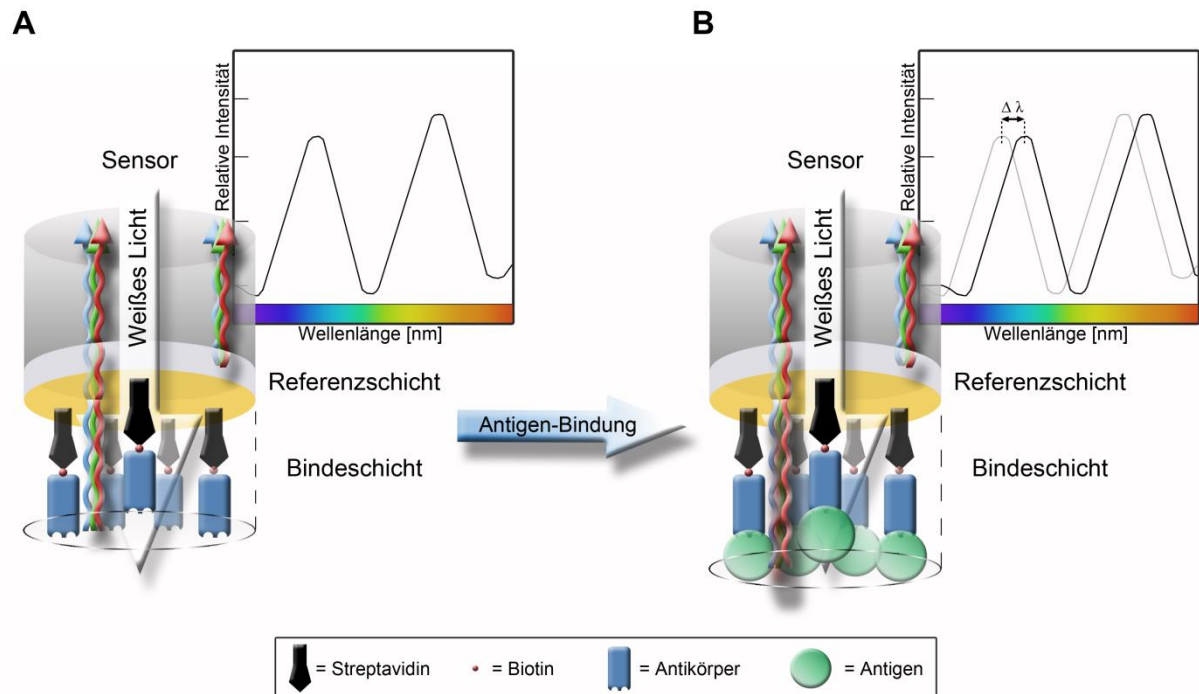 A
Relative Intensität
Sensor
Weißes Licht
Wellenlänge [nm]
Referenzschicht
Bindeschicht
Antigen-Bindung
B
Relative Intensität
Δ λ
Sensor
Weißes Licht
Wellenlänge [nm]
Referenzschicht
Bindeschicht
= Streptavidin
= Biotin
= Antikörper
= Antigen